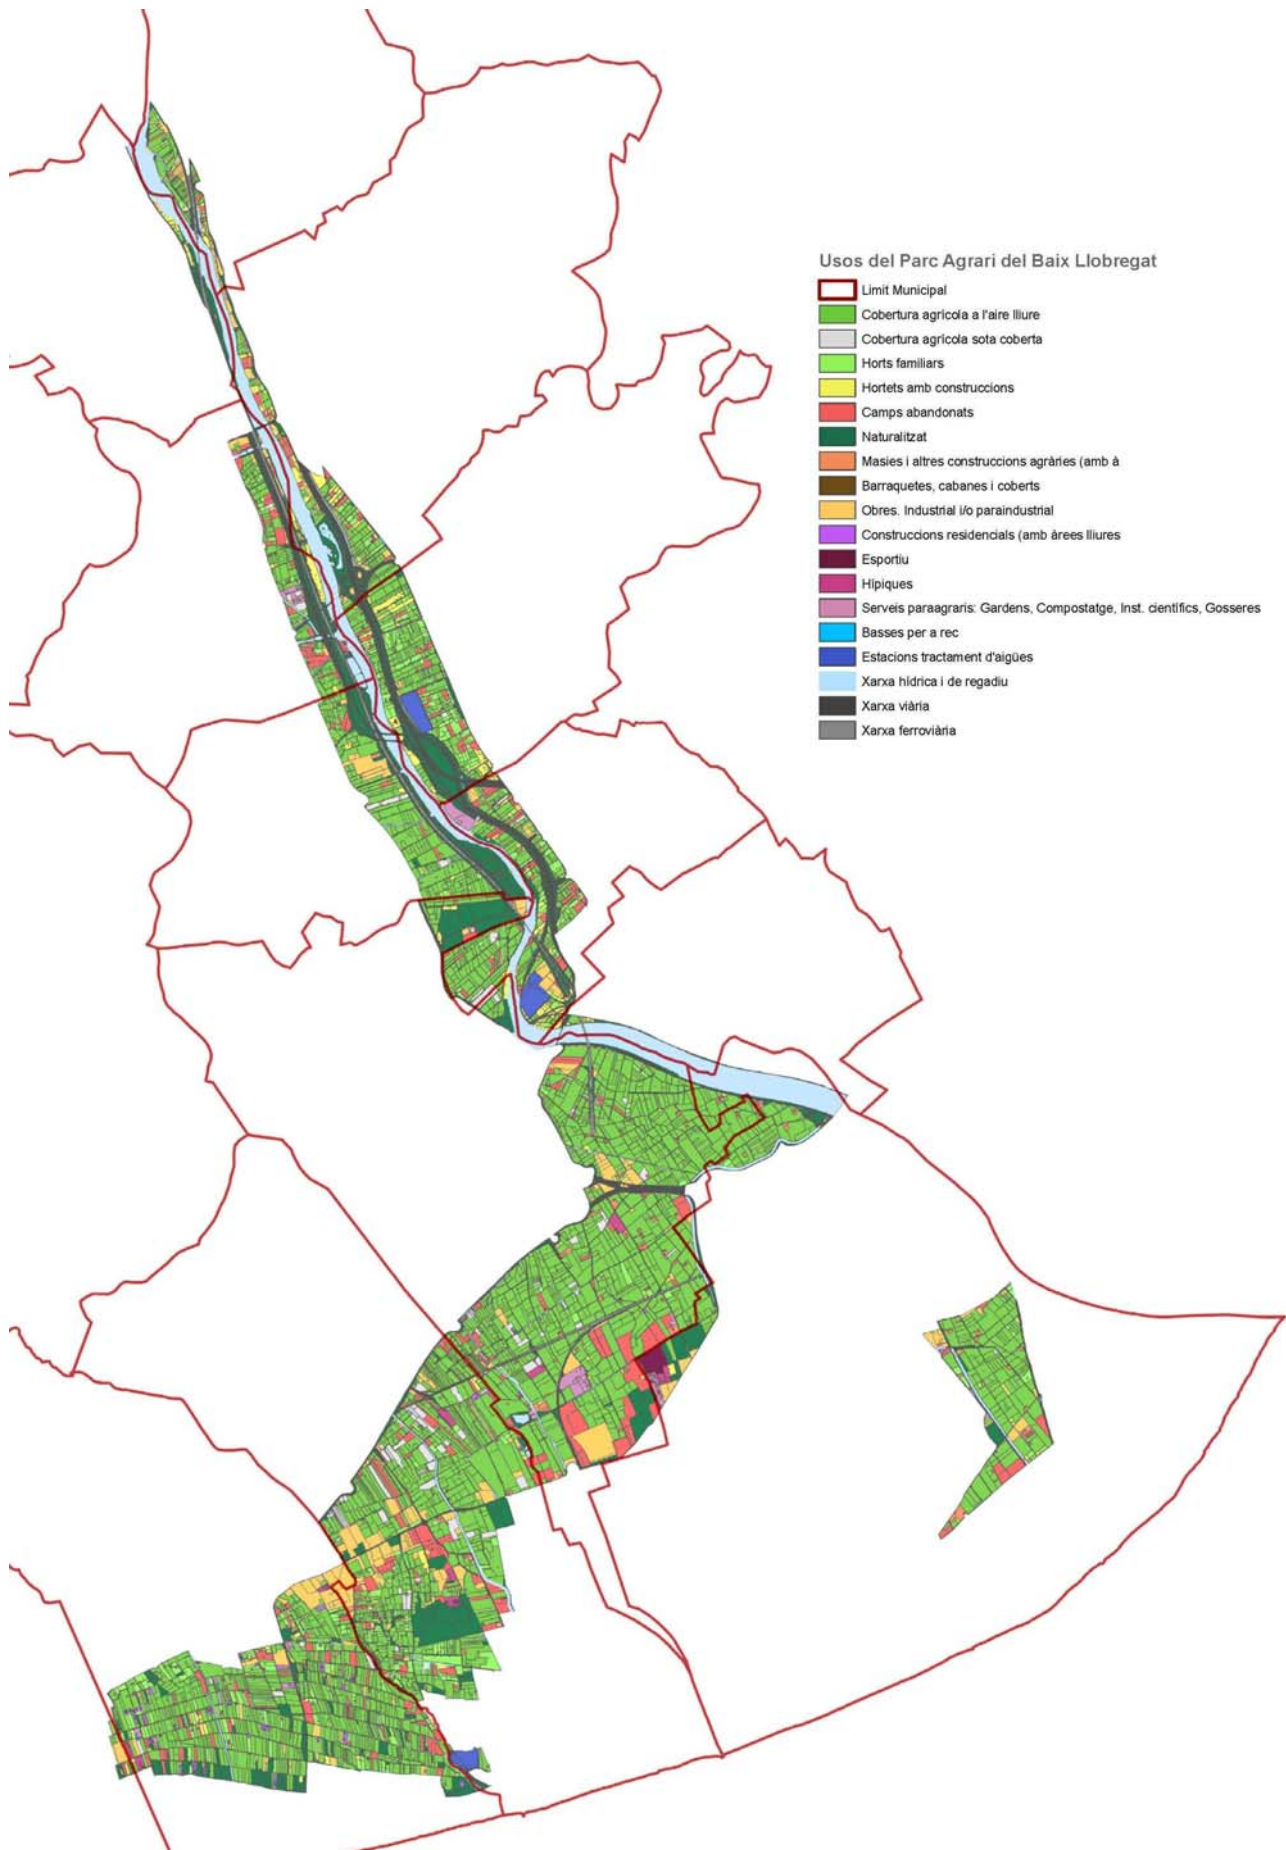 Usos del Parc Agrari del Baix Llobregat
Limit Municipal
Cobertura agrícola a l'aire lliure
Cobertura agrícola sota coberta
Horts familiars
Hortets amb construccions
Camps abandonats
Naturalitzat
Masies i altres construccions agràries (amb à
Barraquetes, cabanes i coberts
Obres. Industrial i/o paraindustrial
Construccions residencials (amb àrees lliures
Esportiu
Hípiques
Serveis paraagraris: Gardens, Compostatge, Inst. científics, Gosseres
Basses per a rec
Estacions tractament d'aigües
Xarxa hídrica i de regadiu
Xarxa viària
Xarxa ferroviària